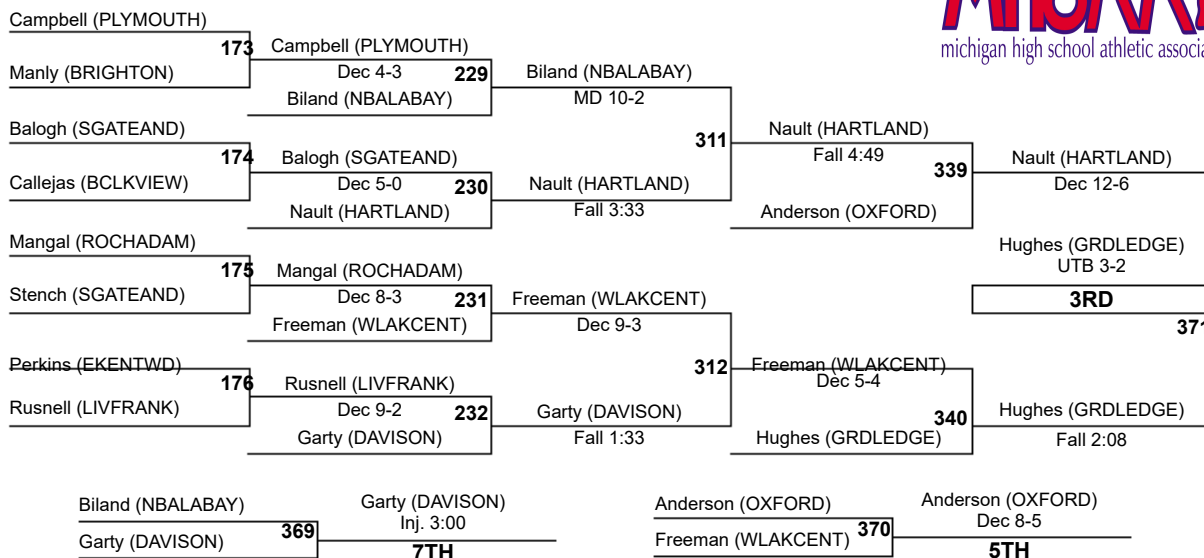 Campbell (PLYMOUTH)
173
Manly (BRIGHTON)
Campbell (PLYMOUTH)
Dec 4-3
229
Biland (NBALABAY)
Biland (NBALABAY)
MD 10-2
Balogh (SGATEAND)
174
Callejas (BCLKVIEW)
Balogh (SGATEAND)
Dec 5-0
230
Nault (HARTLAND)
Nault (HARTLAND)
Fall 3:33
311
Nault (HARTLAND)
Fall 4:49
339
Anderson (OXFORD)
Nault (HARTLAND)
Dec 12-6
Mangal (ROCHADAM)
175
Stench (SGATEAND)
Mangal (ROCHADAM)
Dec 8-3
231
Freeman (WLAKCENT)
Freeman (WLAKCENT)
Dec 9-3
Perkins (EKENTWD)
176
Rusnell (LIVFRANK)
Rusnell (LIVFRANK)
Dec 9-2
232
Garty (DAVISON)
Garty (DAVISON)
Fall 1:33
312
Freeman (WLAKCENT)
Dec 5-4
340
Hughes (GRDLEDGE)
Hughes (GRDLEDGE)
Fall 2:08
Hughes (GRDLEDGE)
UTB 3-2
3RD
371
Biland (NBALABAY)
369
Garty (DAVISON)
Garty (DAVISON)
Inj. 3:00
7TH
Anderson (OXFORD)
370
Freeman (WLAKCENT)
Anderson (OXFORD)
Dec 8-5
5TH
michigan high school athletic